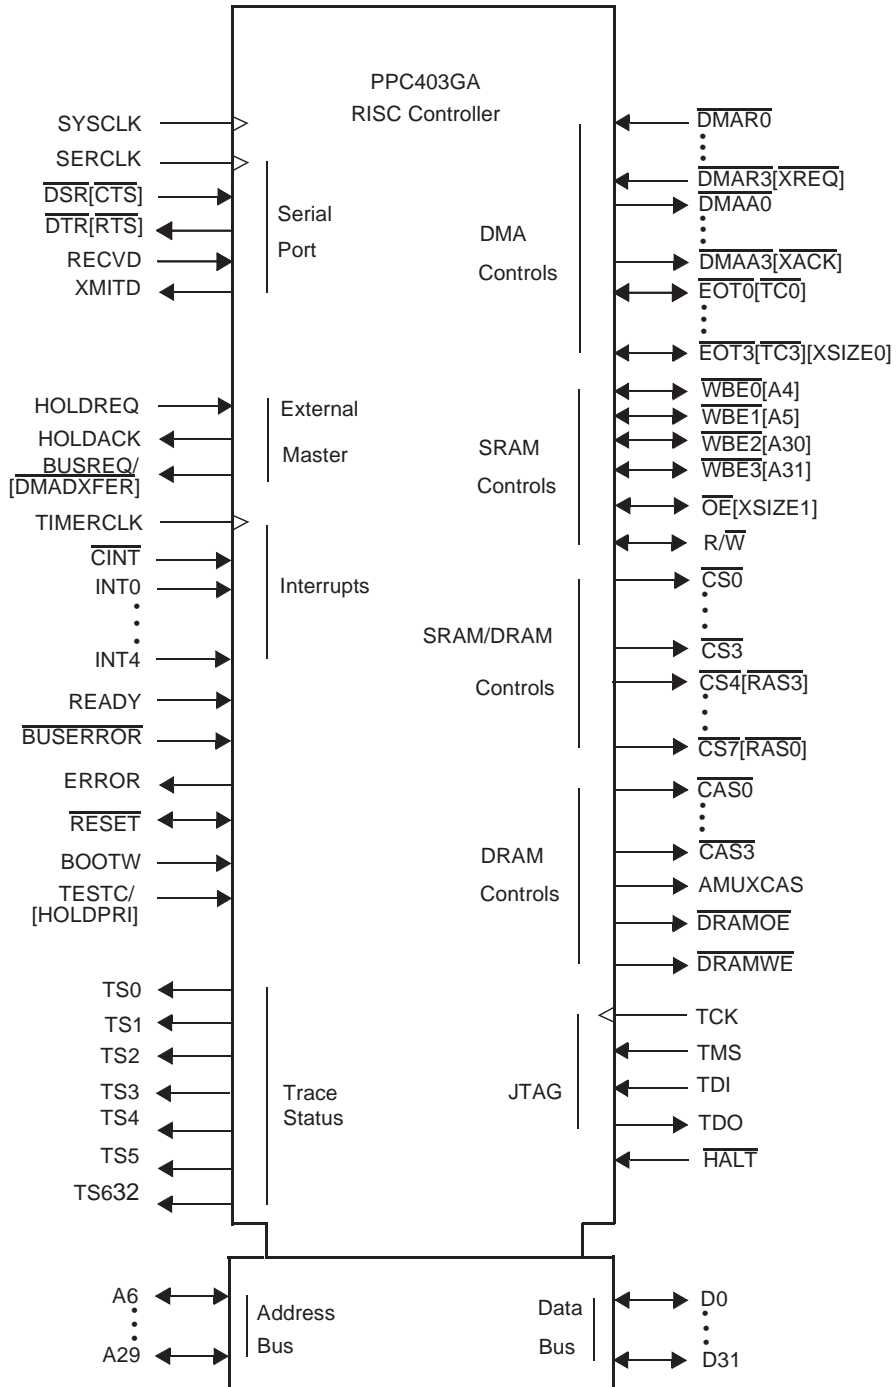 PPC403GA
RISC Controller
SYSCLK
SERCLK
DSR[CTS]
DTR[RTS]
RECVD
XMITD
Serial
Port
HOLDREQ
HOLDACK
BUSREQ/
[DMADXFER]
External
Master
TIMERCLK
CINT
INT0
INT4
Interrupts
READY
BUSERROR
ERROR
RESET
BOOTW
TESTC/
[HOLDPRI]
TS0
TS1
TS2
TS3
TS4
TS5
TS632
Trace
Status
DMA
Controls
DMAR0
DMAR3[XREQ]
DMAA0
DMAA3[XACK]
EOT0[TC0]
EOT3[TC3][XSIZE0]
SRAM
Controls
WBE0[A4]
WBE1[A5]
WBE2[A30]
WBE3[A31]
OE[XSIZE1]
R/W
SRAM/DRAM
Controls
CS0
CS3
CS4[RAS3]
CS7[RAS0]
DRAM
Controls
CAS0
CAS3
AMUXCAS
DRAMOE
DRAMWE
JTAG
TCK
TMS
TDI
TDO
HALT
A6
A29
Address
Bus
Data
Bus
D0
D31